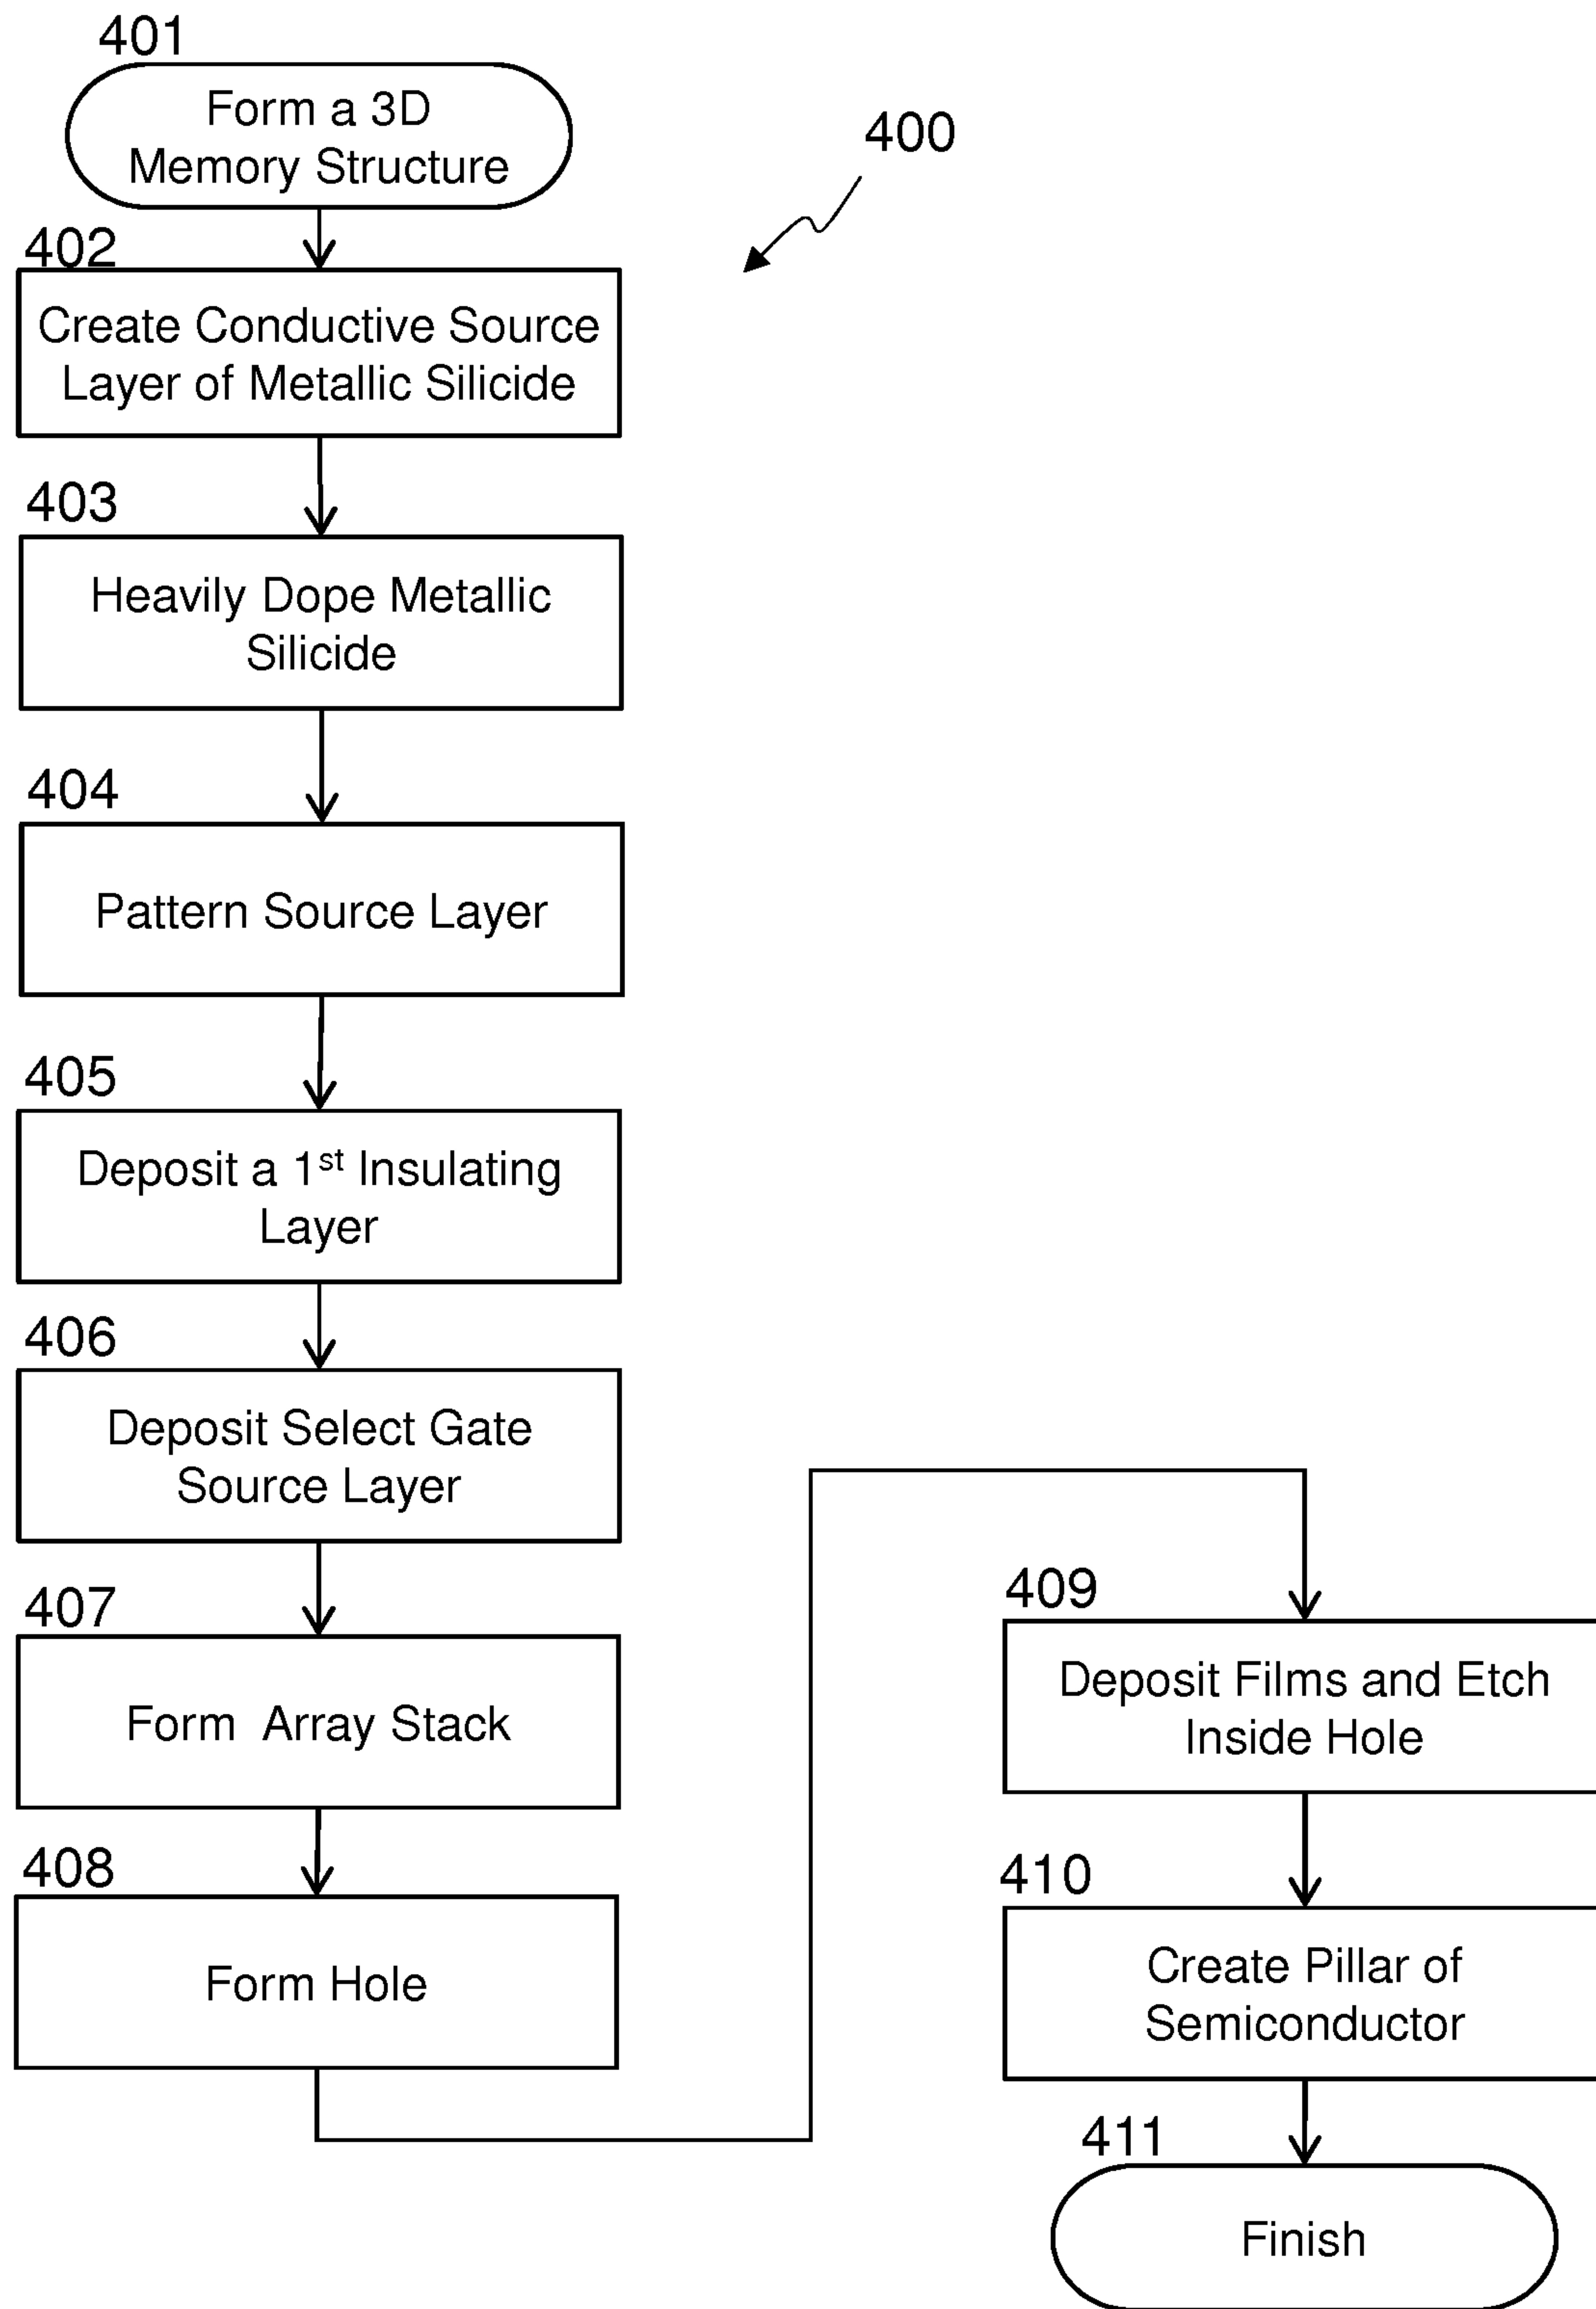 401
Form a 3D
Memory Structure
400
402
Create Conductive Source
Layer of Metallic Silicide
403
Heavily Dope Metallic
Silicide
404
Pattern Source Layer
405
Deposit a 1st Insulating
Layer
406
Deposit Select Gate
Source Layer
407
Form Array Stack
408
Form Hole
409
Deposit Films and Etch
Inside Hole
410
Create Pillar of
Semiconductor
411
Finish